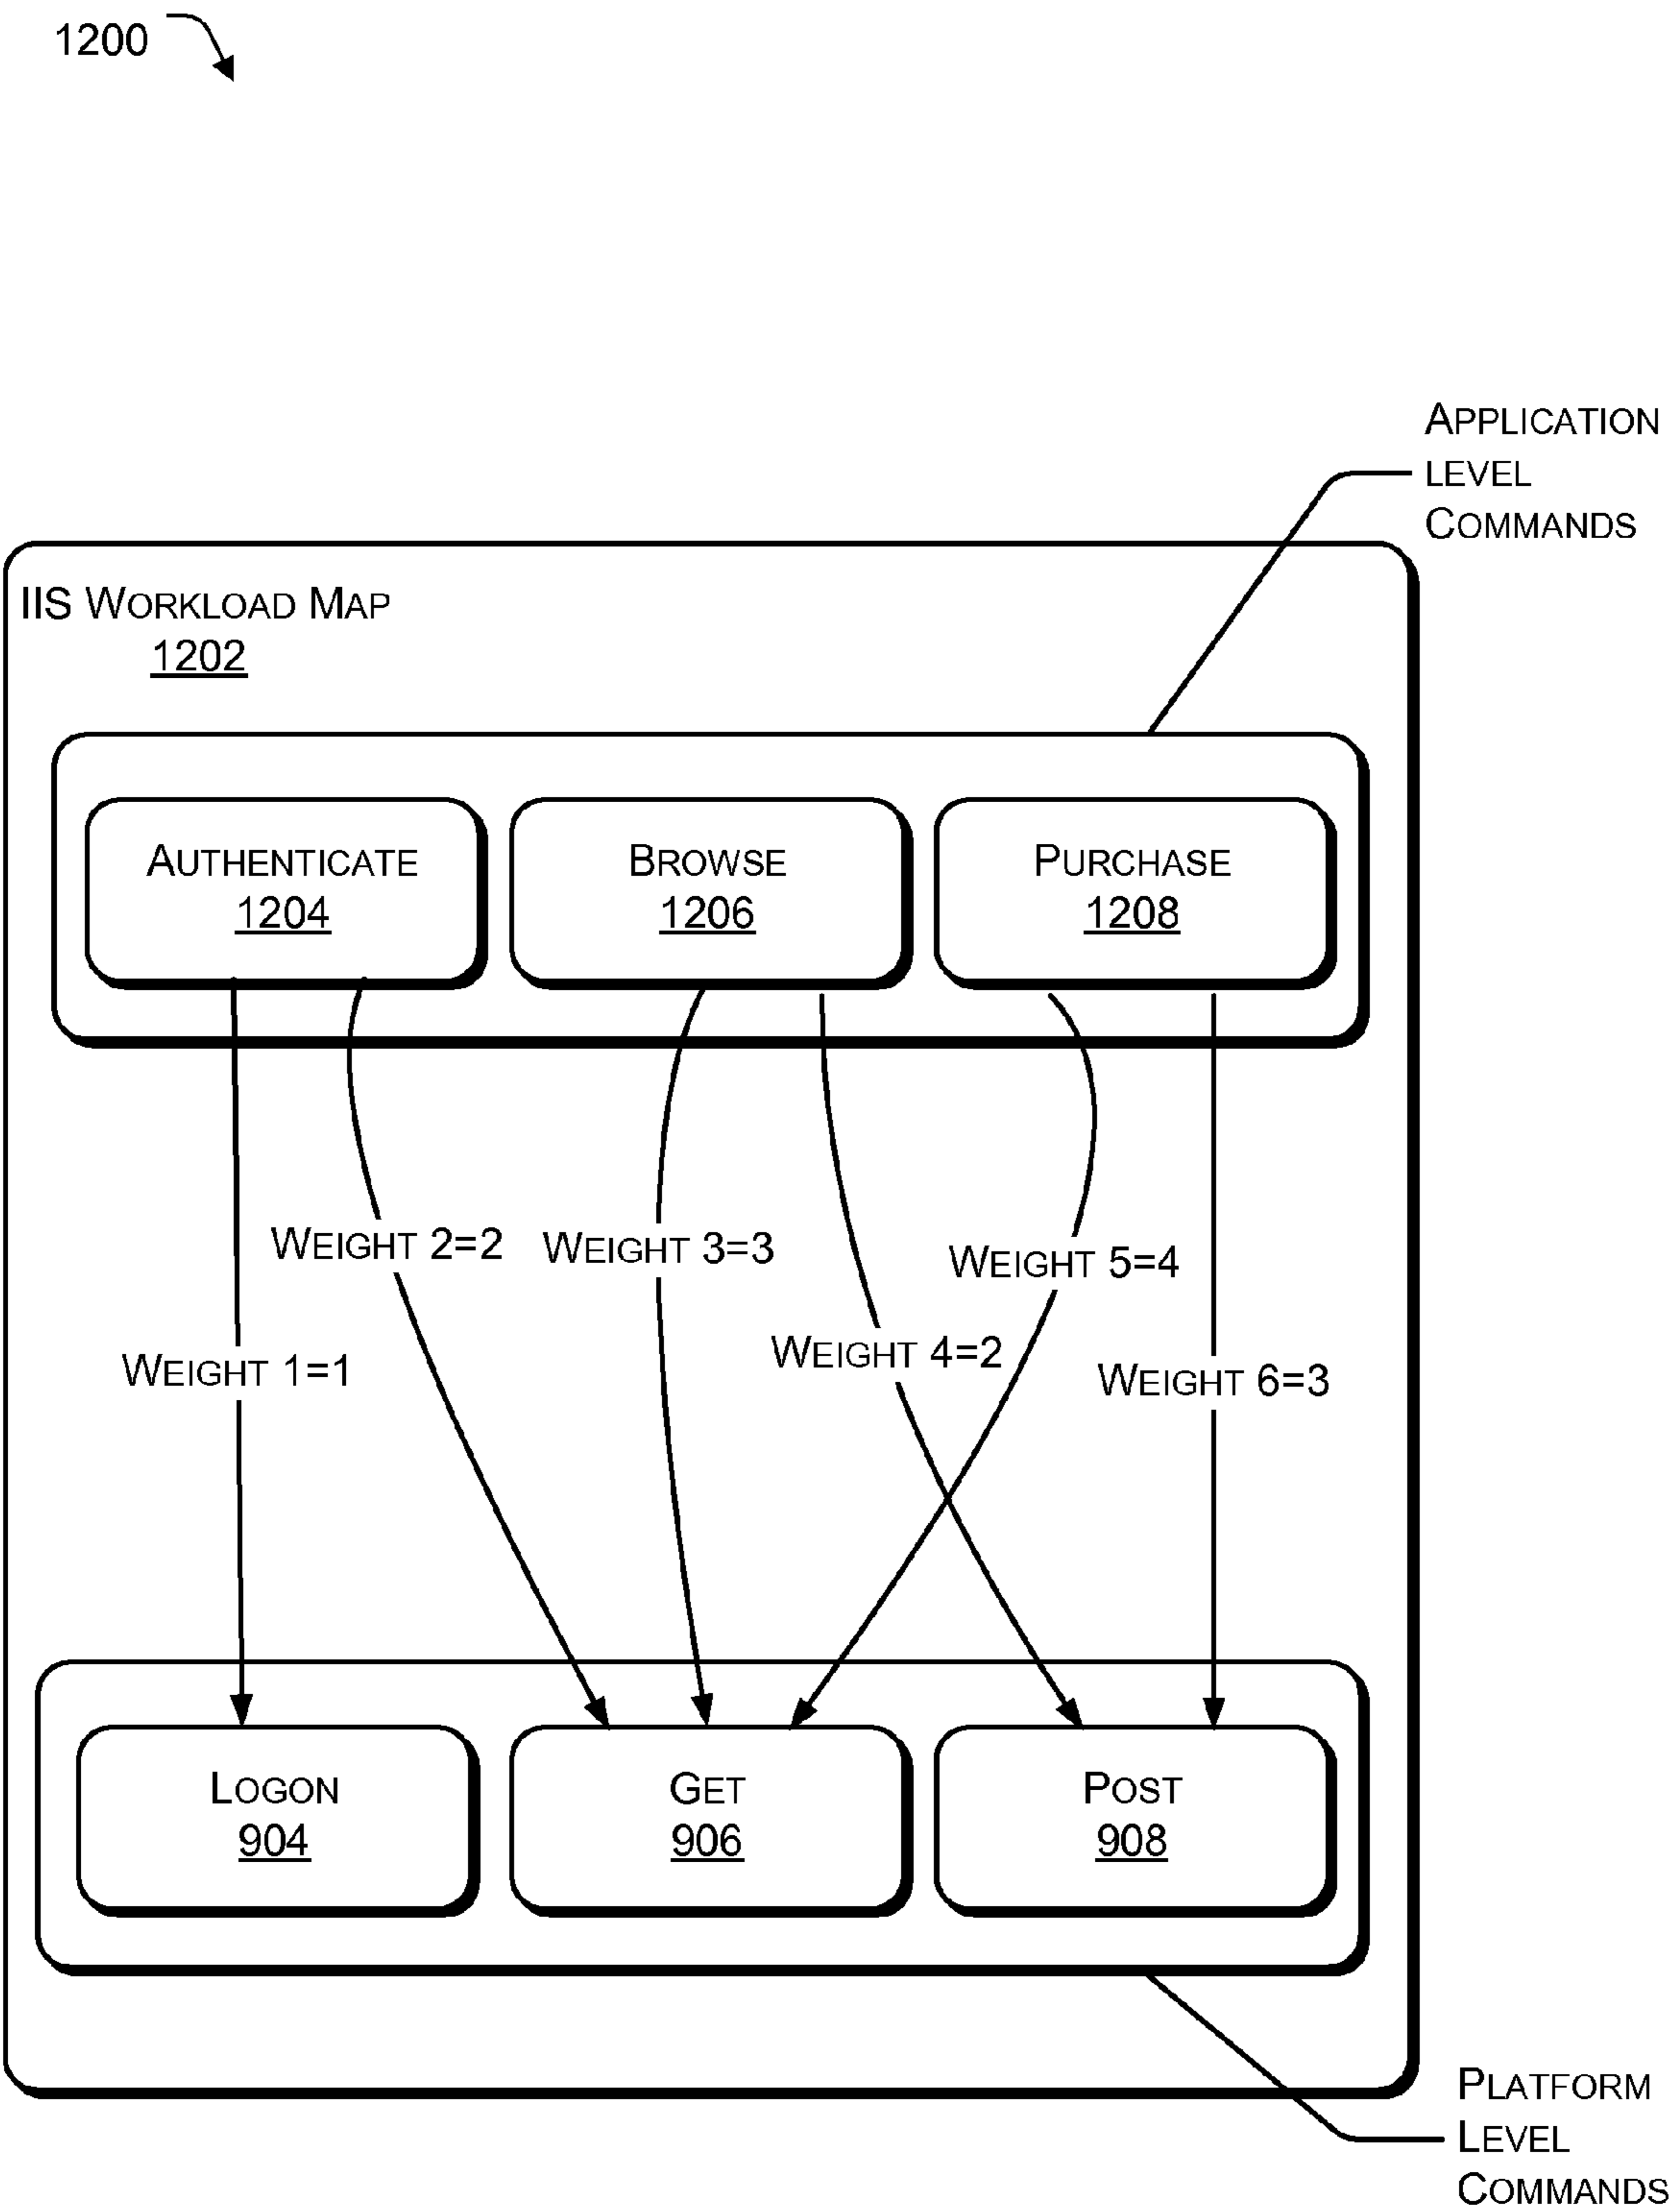 1200
APPLICATION
LEVEL
COMMANDS
IIS WORKLOAD MAP
1202
AUTHENTICATE
1204
BROWSE
1206
PURCHASE
1208
WEIGHT 2=2
WEIGHT 3=3
WEIGHT 5=4
WEIGHT 4=2
WEIGHT 1=1
WEIGHT 6=3
LOGON
904
GET
906
POST
908
PLATFORM
LEVEL
COMMANDS